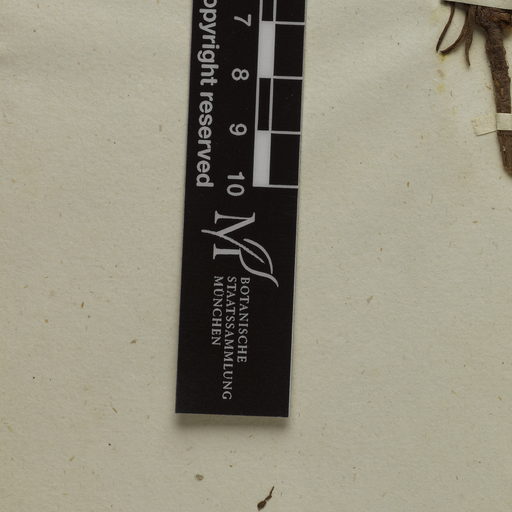 opyright reserved
7
8
9
10
M
BOTANISCHE
STAATSSAMMLUNG
MÜNCHEN